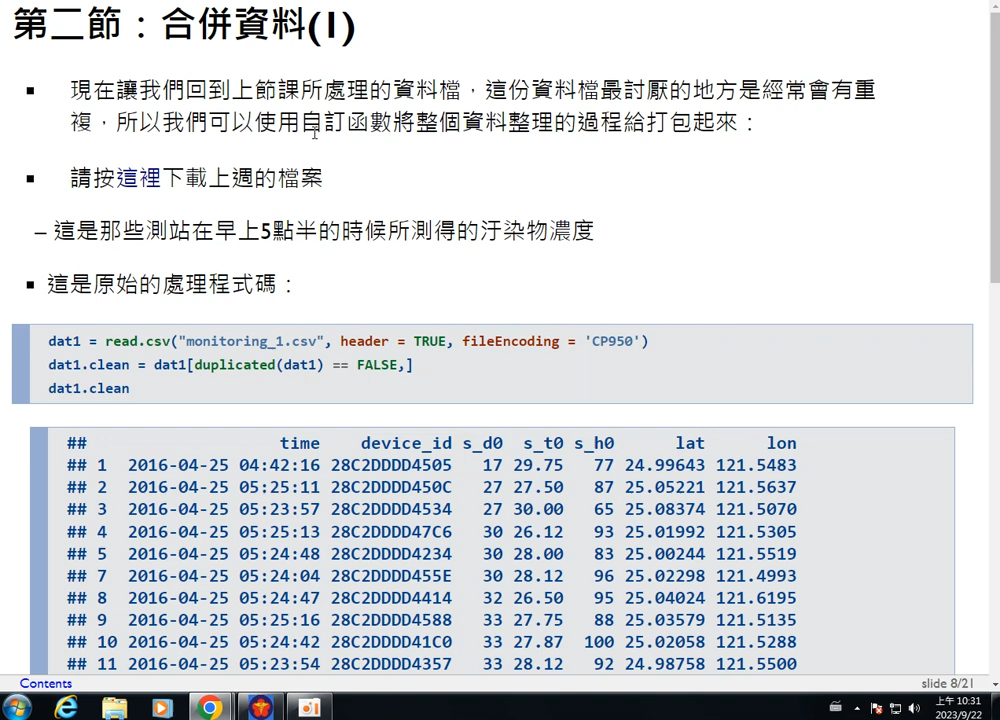 第二節：合併資料(1)
▪ 現在讓我們回到上節課所處理的資料檔，這份資料檔最討厭的地方是經常會有重
複，所以我們可以使用自訂函數將整個資料整理的過程給打包起來：
▪ 請按這裡下載上週的檔案
– 這是那些測站在早上5點半的時候所測得的汙染物濃度
▪ 這是原始的處理程式碼：
dat1 = read.csv("monitoring_1.csv", header = TRUE, fileEncoding = 'CP950')
dat1.clean = dat1[duplicated(dat1) == FALSE,]
dat1.clean
## time device_id s_d0 s_t0 s_h0 lat lon
## 1 2016-04-25 04:42:16 28C2DDDD4505 17 29.75 77 24.99643 121.5483
## 2 2016-04-25 05:25:11 28C2DDDD450C 27 27.50 87 25.05221 121.5637
## 3 2016-04-25 05:23:57 28C2DDDD4534 27 30.00 65 25.08374 121.5070
## 4 2016-04-25 05:25:13 28C2DDDD47C6 30 26.12 93 25.01992 121.5305
## 5 2016-04-25 05:24:48 28C2DDDD4234 30 28.00 83 25.00244 121.5519
## 7 2016-04-25 05:24:04 28C2DDDD455E 30 28.12 96 25.02298 121.4993
## 8 2016-04-25 05:24:47 28C2DDDD4414 32 26.50 95 25.04024 121.6195
## 9 2016-04-25 05:25:16 28C2DDDD4588 33 27.75 88 25.03579 121.5135
## 10 2016-04-25 05:24:42 28C2DDDD41C0 33 27.87 100 25.02058 121.5288
## 11 2016-04-25 05:23:54 28C2DDDD4357 33 28.12 92 24.98758 121.5500
Contents
slide 8/21
上午 10:31
2023/9/22